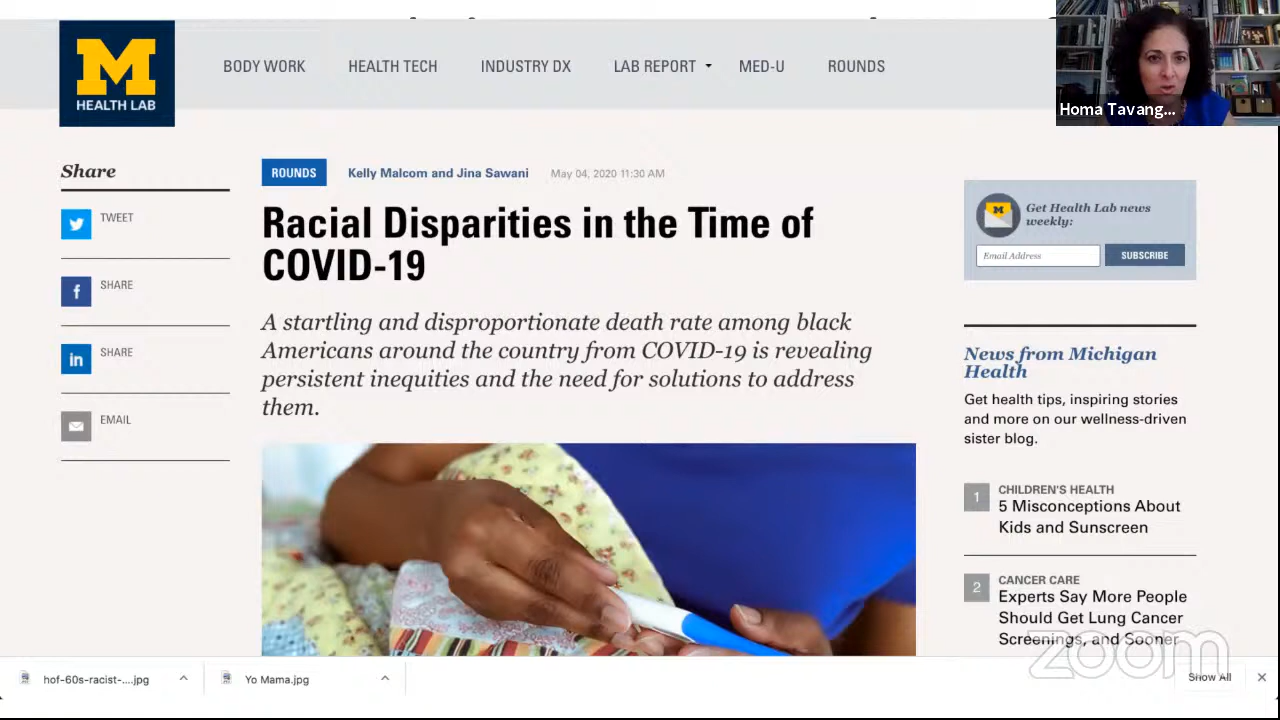 M
HEALTH LAB
BODY WORK
HEALTH TECH
INDUSTRY DX
LAB REPORT
MED-U
ROUNDS
Homa Tavang...
Share
TWEET
f
SHARE
in
SHARE
EMAIL
ROUNDS
Kelly Malcom and Jina Sawani
May 04, 2020 11:30 AM
Racial Disparities in the Time of
COVID-19
A startling and disproportionate death rate among black
Americans around the country from COVID-19 is revealing
persistent inequities and the need for solutions to address
them.
M
Get Health Lab news
weekly:
Email Address
SUBSCRIBE
News from Michigan
Health
Get health tips, inspiring stories
and more on our wellness-driven
sister blog.
1
CHILDREN'S HEALTH
5 Misconceptions About
Kids and Sunscreen
2
CANCER CARE
Experts Say More People
Should Get Lung Cancer
Screenings, and Sooner
zoom
hof-60s-racist-....jpg
Yo Mama.jpg
Show All